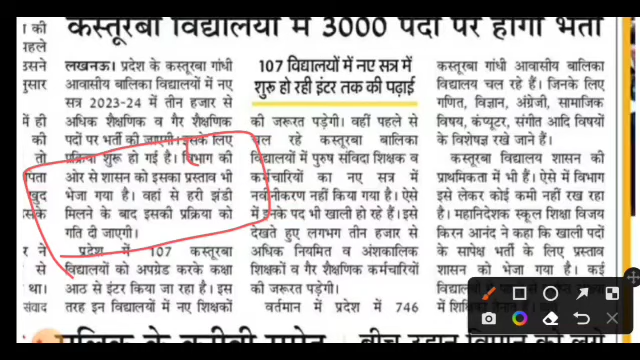 कस्तूरबा विद्यालयों में 3000 पदों पर होगी भर्ती
की
पहले
उसने
नुसार
में ही
की
तो
पता
खुद
सके
र ने
से
था।
संवाद
लखनऊ। प्रदेश के कस्तूरबा गांधी
आवासीय बालिका विद्यालयों में नए
सत्र 2023-24 में तीन हजार से
अधिक शैक्षणिक व गैर शैक्षणिक
पदों पर भर्ती की जाएगी। इसके लिए
प्रक्रिया शुरू हो गई है। विभाग की
ओर से शासन को इसका प्रस्ताव भी
भेजा गया है। वहां से हरी झंडी
मिलने के बाद इसकी प्रक्रिया को
गति दी जाएगी।
प्रदेश में 107 कस्तूरबा
विद्यालयों को अपग्रेड करके कक्षा
आठ से इंटर किया जा रहा है। इस
तरह इन विद्यालयों में नए शिक्षकों
107 विद्यालयों में नए सत्र में
शुरू हो रही इंटर तक की पढ़ाई
की जरूरत पड़ेगी। वहीं पहले से
चल रहे कस्तूरबा बालिका
विद्यालयों में पुरुष संविदा शिक्षक व
कर्मचारियों का नए सत्र में
नवीनीकरण नहीं किया गया है। ऐसे
में इनके पद भी खाली हो रहे हैं। इसे
देखते हुए लगभग तीन हजार से
अधिक नियमित व अंशकालिक
शिक्षकों व गैर शैक्षणिक कर्मचारियों
की जरूरत पड़ेगी।
वर्तमान में प्रदेश में 746
कस्तूरबा गांधी आवासीय बालिका
विद्यालय चल रहे हैं। जिनके लिए
गणित, विज्ञान, अंग्रेजी, सामाजिक
विषय, कंप्यूटर, संगीत आदि विषयों
के विशेषज्ञ रखे जाने हैं।
कस्तूरबा विद्यालय शासन की
प्राथमिकता में भी हैं। ऐसे में विभाग
इसे लेकर कोई कमी नहीं रख रहा
है। महानिदेशक स्कूल शिक्षा विजय
किरन आनंद ने कहा कि खाली पदों
के सापेक्ष भर्ती के लिए प्रस्ताव
शासन को भेजा गया है। कई
विद्या
में शि